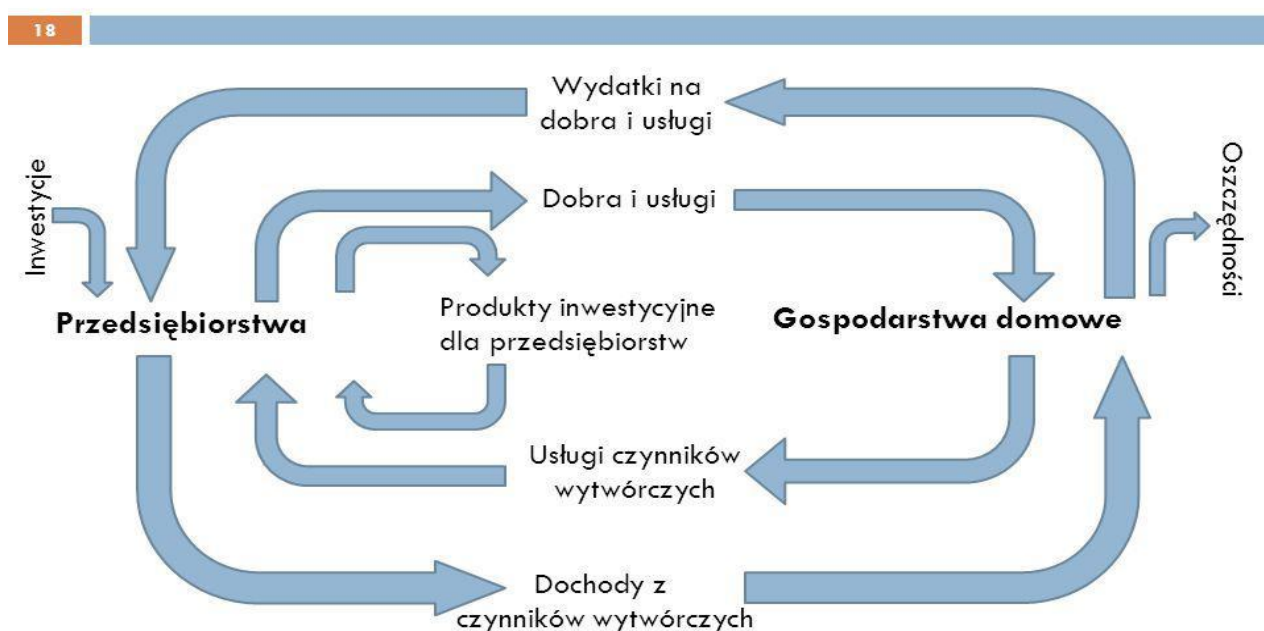 18
Wydatki na
dobra i usługi
Inwestycje
Oszczędności
Dobra i usługi
Przedsiębiorstwa
Produkty inwestycyjne
dla przedsiębiorstw
Gospodarstwa domowe
Usługi czynników
wytwórczych
Dochody z
czynników wytwórczych